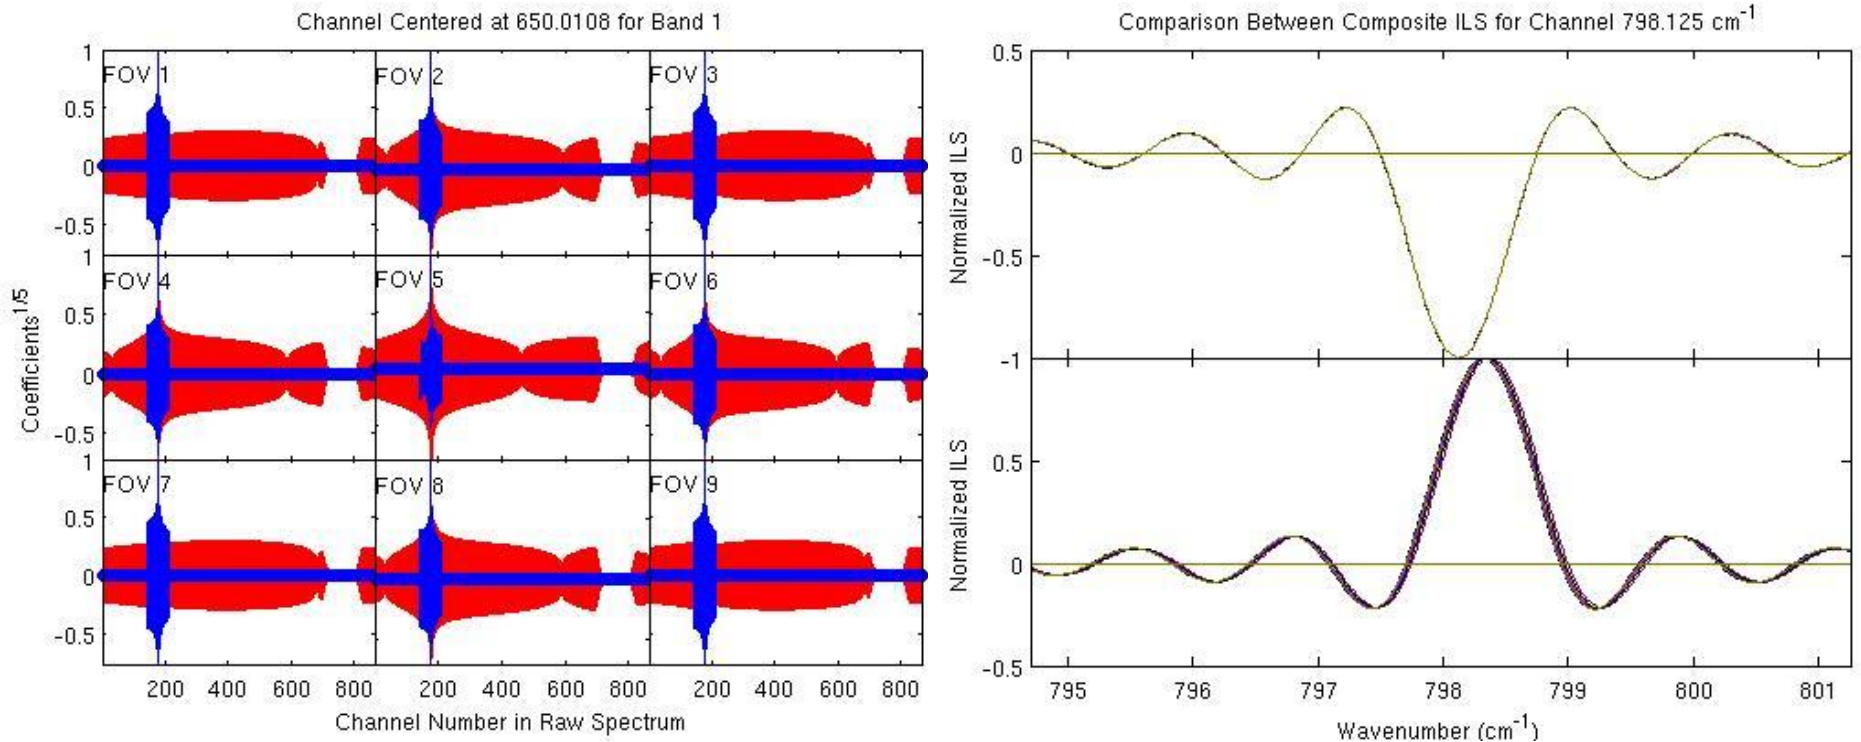 Channel Centered at 650.0108 for Band 1
1
FOV 1
FOV 2
FOV 3
0.5
0
-0.5
1
FOV 4
FOV 5
FOV 6
0.5
0
-0.5
1
FOV 7
FOV 8
FOV 9
0.5
0
-0.5
Coefficients^1/5
200 400 600 800 200 400 600 800 200 400 600 800
Channel Number in Raw Spectrum
Comparison Between Composite ILS for Channel 798.125 cm^-1
0.5
0
-0.5
-1
Normalized ILS
0.5
0
-0.5
Normalized ILS
795 796 797 798 799 800 801
Wavenumber (cm^-1)